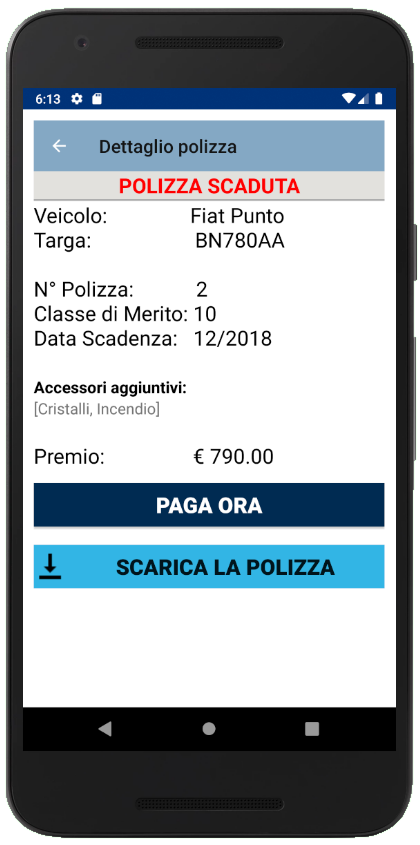 6:13
Dettaglio polizza
POLIZZA SCADUTA
Veicolo: Fiat Punto
Targa: BN780AA
N° Polizza: 2
Classe di Merito: 10
Data Scadenza: 12/2018
Accessori aggiuntivi:
[Cristalli, Incendio]
Premio: € 790.00
PAGA ORA
SCARICA LA POLIZZA